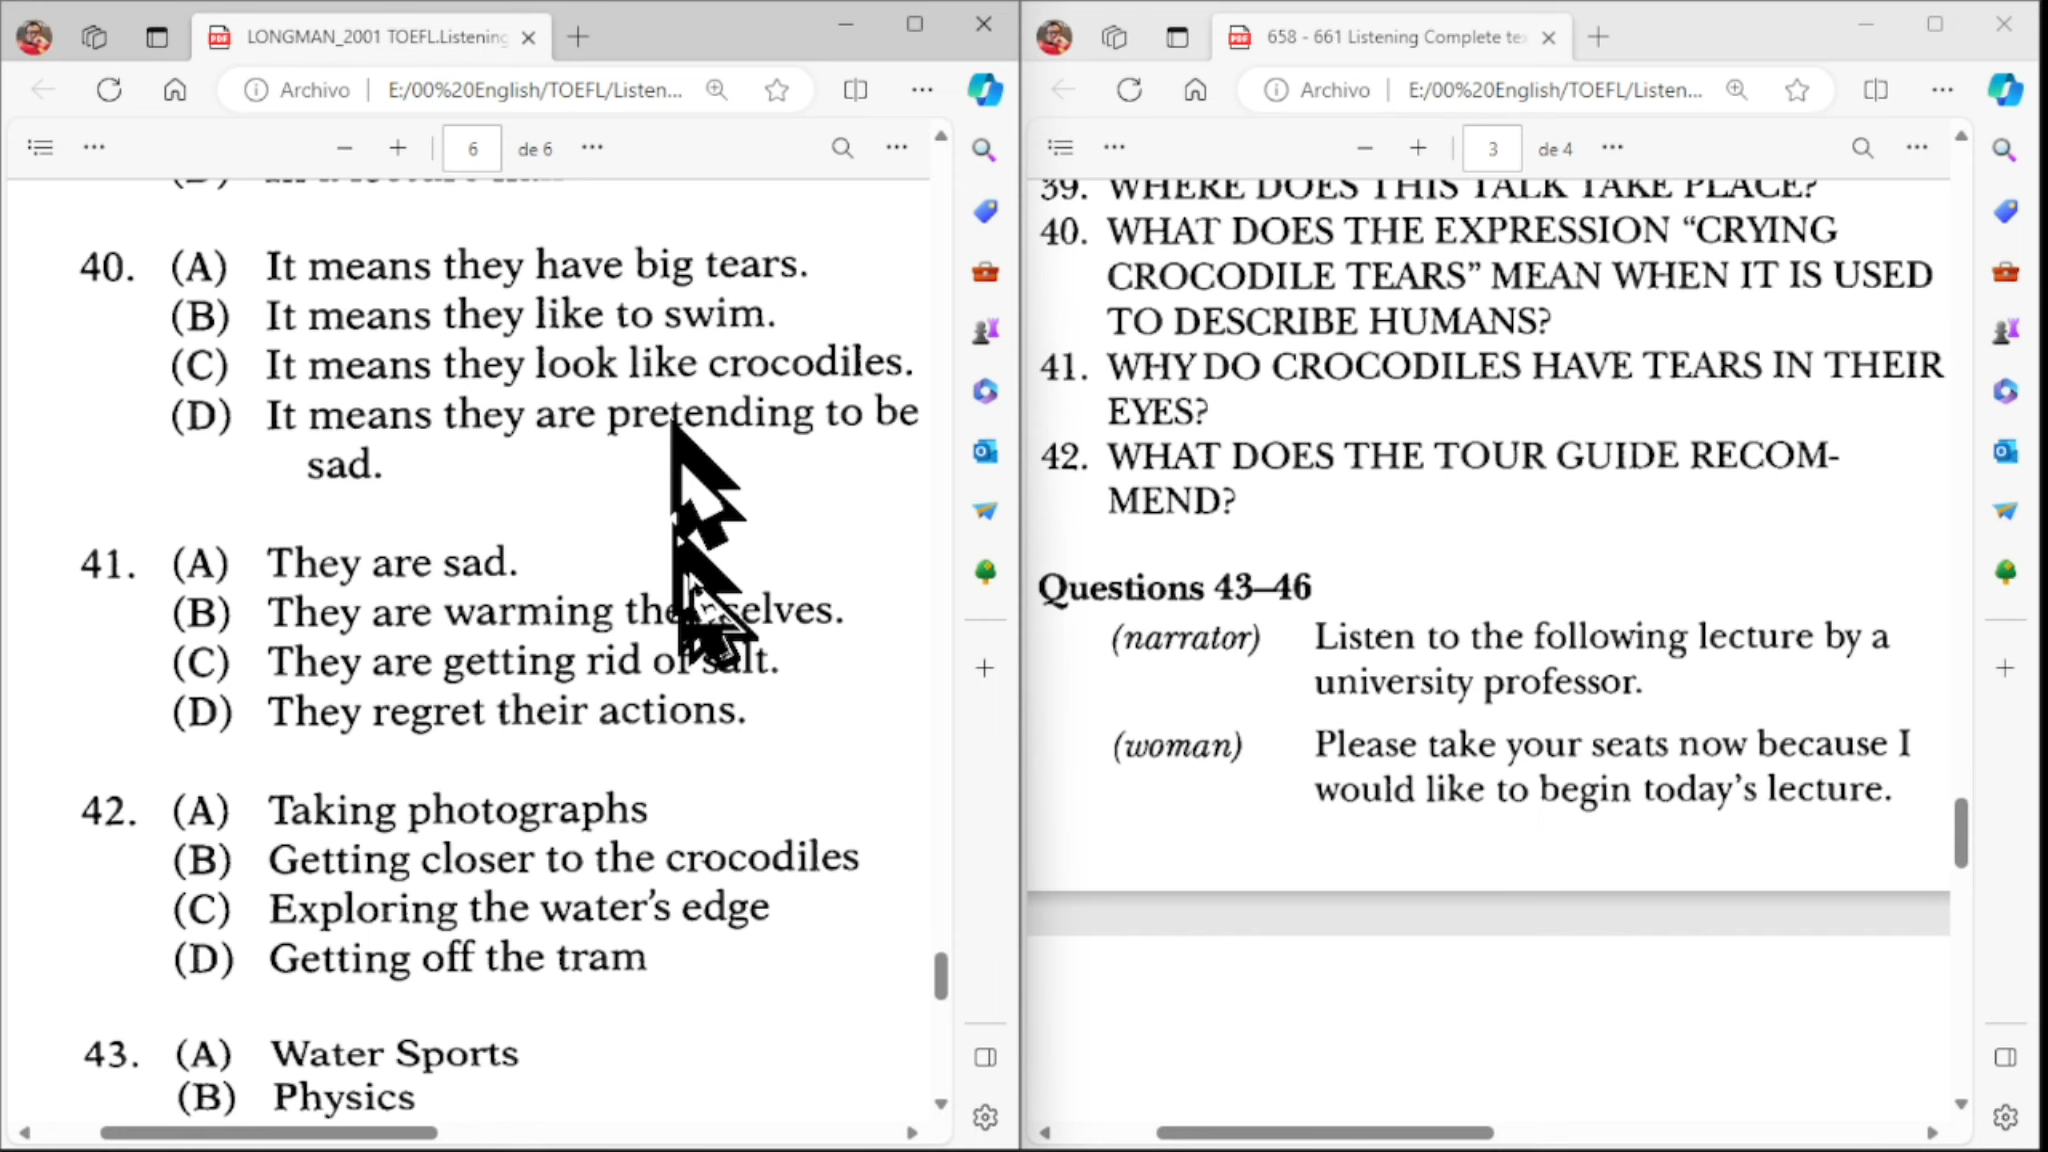 LONGMAN_2001 TOEFL.Listening
Archivo
E:/00%20English/TOEFL/Listen...
6
de 6
40. (A) It means they have big tears.
(B) It means they like to swim.
(C) It means they look like crocodiles.
(D) It means they are pretending to be
sad.
41. (A) They are sad.
(B) They are warming themselves.
(C) They are getting rid of salt.
(D) They regret their actions.
42. (A) Taking photographs
(B) Getting closer to the crocodiles
(C) Exploring the water's edge
(D) Getting off the tram
43. (A) Water Sports
(B) Physics
658 - 661 Listening Complete te
Archivo
E:/00%20English/TOEFL/Listen...
3
de 4
39. WHERE DOES THIS TALK TAKE PLACE?
40. WHAT DOES THE EXPRESSION “CRYING
CROCODILE TEARS” MEAN WHEN IT IS USED
TO DESCRIBE HUMANS?
41. WHY DO CROCODILES HAVE TEARS IN THEIR
EYES?
42. WHAT DOES THE TOUR GUIDE RECOM-
MEND?
Questions 43–46
(narrator) Listen to the following lecture by a
university professor.
(woman) Please take your seats now because I
would like to begin today's lecture.